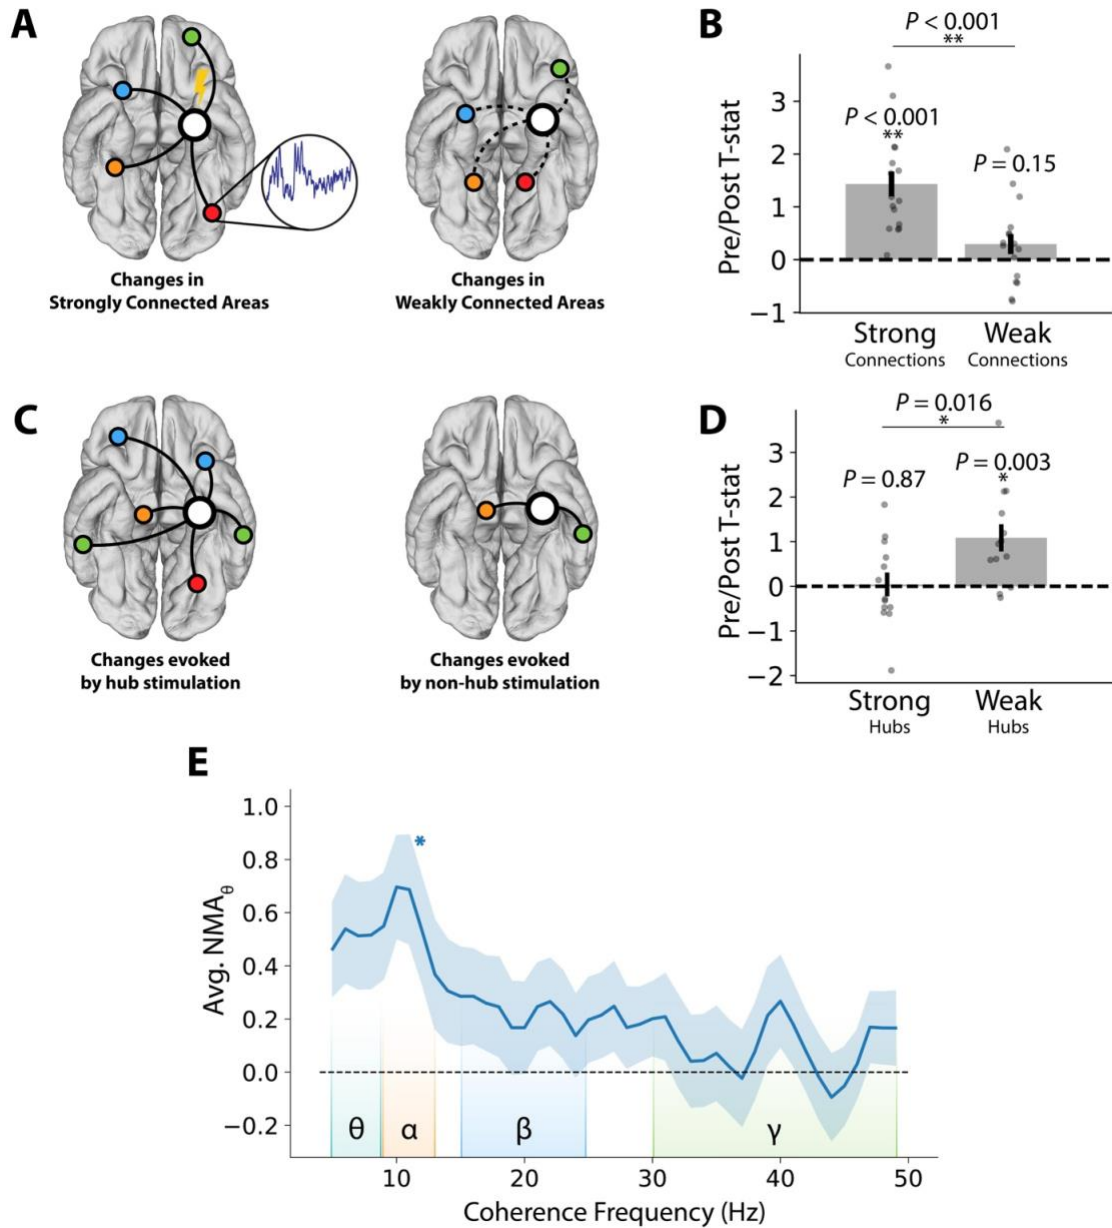 A
Changes in
Strongly Connected Areas
Changes in
Weakly Connected Areas
B
P < 0.001
**
P < 0.001
**
P = 0.15
Pre/Post T-stat
3
2
1
0
−1
Strong
Connections
Weak
Connections
C
Changes evoked
by hub stimulation
Changes evoked
by non-hub stimulation
D
P = 0.016
*
P = 0.87
P = 0.003
*
Pre/Post T-stat
3
2
1
0
−1
−2
Strong
Hubs
Weak
Hubs
E
Avg. NMAθ
1.0
0.8
0.6
0.4
0.2
0.0
−0.2
*
θ
α
β
γ
10
20
30
40
50
Coherence Frequency (Hz)